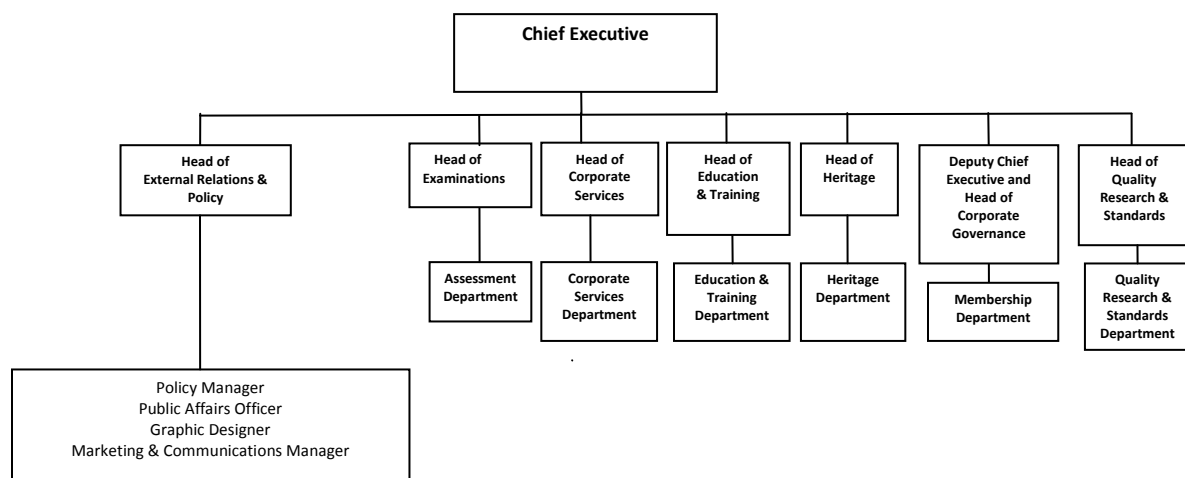 Chief Executive
Head of
External Relations &
Policy
Head of
Examinations
Head of
Corporate
Services
Head of
Education
& Training
Head of
Heritage
Deputy Chief
Executive and
Head of
Corporate
Governance
Head of
Quality
Research &
Standards
Assessment
Department
Corporate
Services
Department
Education &
Training
Department
Heritage
Department
Membership
Department
Quality
Research &
Standards
Department
Policy Manager
Public Affairs Officer
Graphic Designer
Marketing & Communications Manager